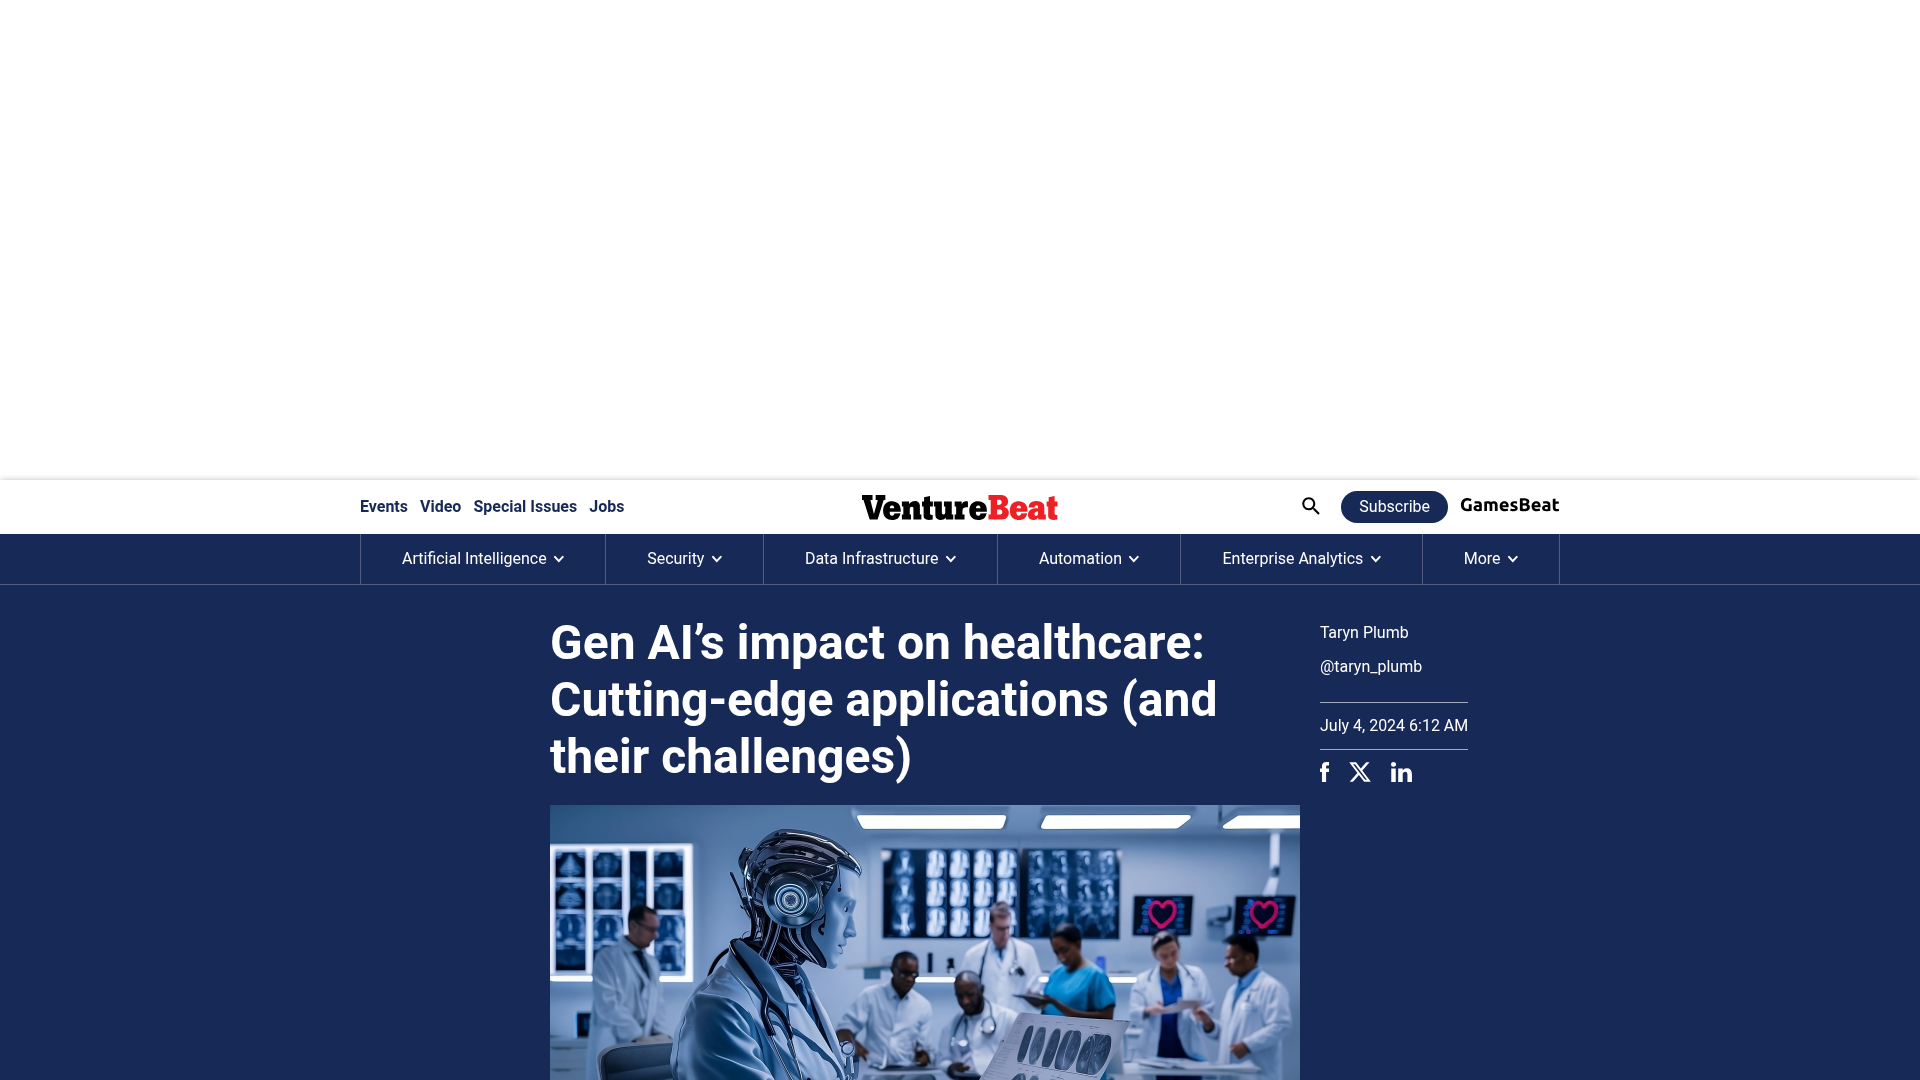 Events Video Special Issues Jobs
VentureBeat
Subscribe
GamesBeat
Artificial Intelligence
Security
Data Infrastructure
Automation
Enterprise Analytics
More
Gen AI’s impact on healthcare:
Cutting-edge applications (and
their challenges)
Taryn Plumb
@taryn_plumb
July 4, 2024 6:12 AM